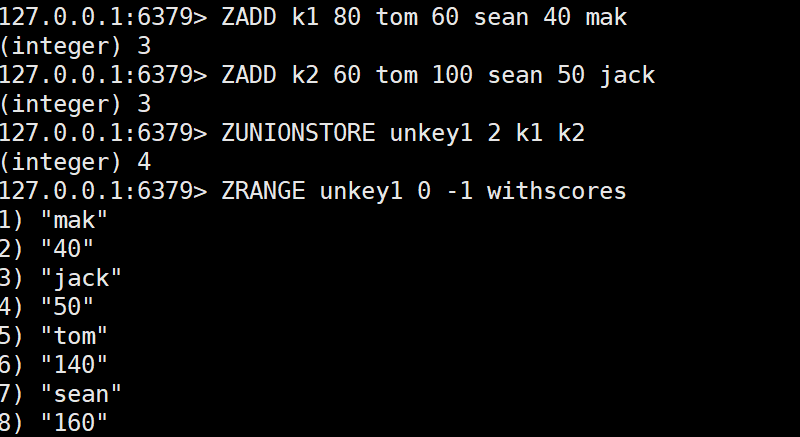 127.0.0.1:6379> ZADD k1 80 tom 60 sean 40 mak
(integer) 3
127.0.0.1:6379> ZADD k2 60 tom 100 sean 50 jack
(integer) 3
127.0.0.1:6379> ZUNIONSTORE unkey1 2 k1 k2
(integer) 4
127.0.0.1:6379> ZRANGE unkey1 0 -1 withscores
1) "mak"
2) "40"
3) "jack"
4) "50"
5) "tom"
6) "140"
7) "sean"
8) "160"